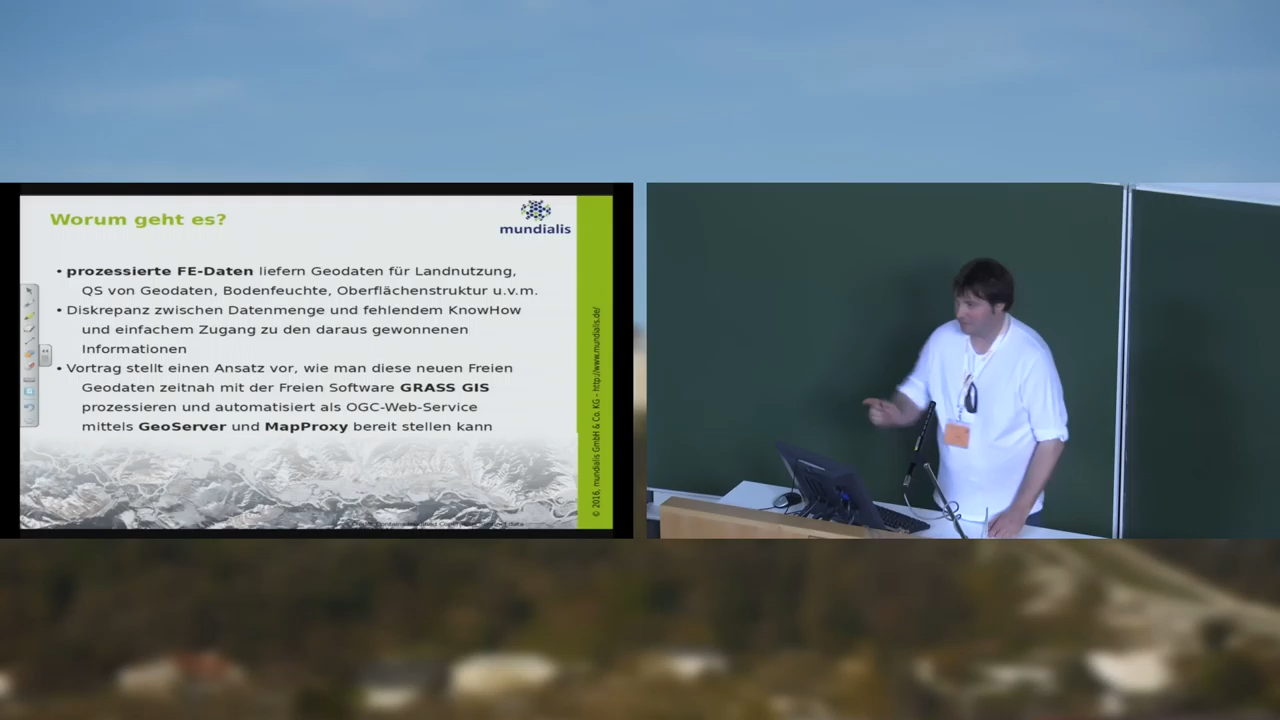 Worum geht es?
mundialis
• prozessierte FE-Daten liefern Geodaten für Landnutzung,
QS von Geodaten, Bodenfeuchte, Oberflächenstruktur u.v.m.
• Diskrepanz zwischen Datenmenge und fehlendem KnowHow
und einfachem Zugang zu den daraus gewonnenen
Informationen
• Vortrag stellt einen Ansatz vor, wie man diese neuen Freien
Geodaten zeitnah mit der Freien Software GRASS GIS
prozessieren und automatisiert als OGC-Web-Service
mittels GeoServer und MapProxy bereit stellen kann
© 2016, mundialis GmbH & Co. KG – http://www.mundialis.de/